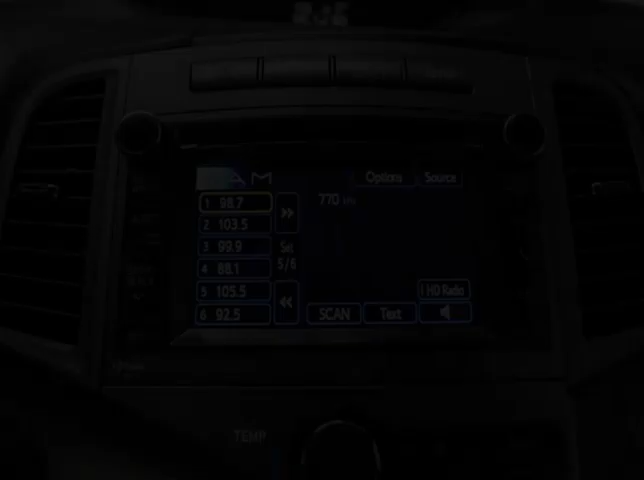 Options Source
1 98.7
770
2 103.5
3 99.9
Set
5/6
4 88.1
5 105.5
HD Radio
6 92.5
SCAN Text
TEMP